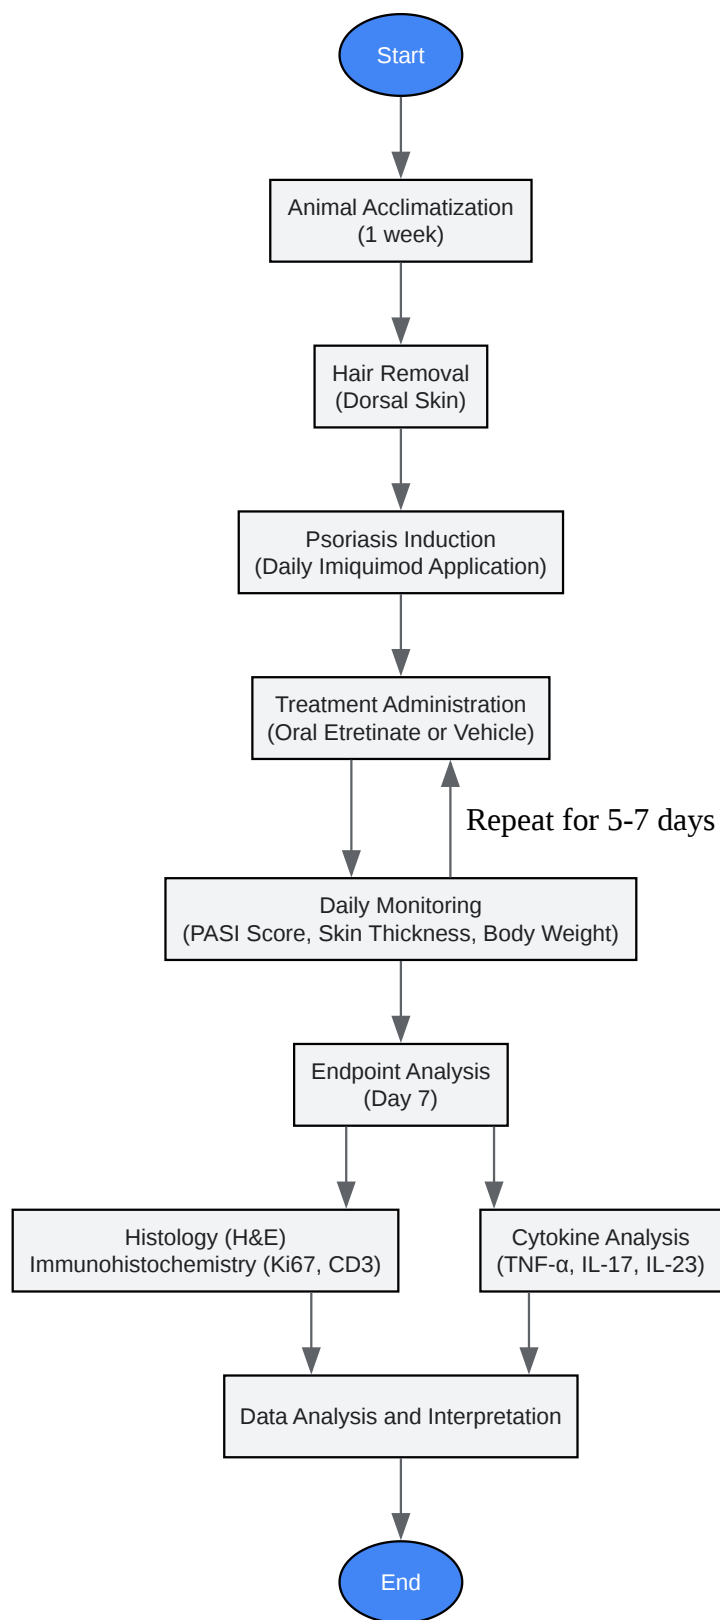 Start
Animal Acclimatization
(1 week)
Hair Removal
(Dorsal Skin)
Psoriasis Induction
(Daily Imiquimod Application)
Treatment Administration
(Oral Etretinate or Vehicle)
Repeat for 5-7 days
Daily Monitoring
(PASI Score, Skin Thickness, Body Weight)
Endpoint Analysis
(Day 7)
Histology (H&E)
Immunohistochemistry (Ki67, CD3)
Cytokine Analysis
(TNF-α, IL-17, IL-23)
Data Analysis and Interpretation
End